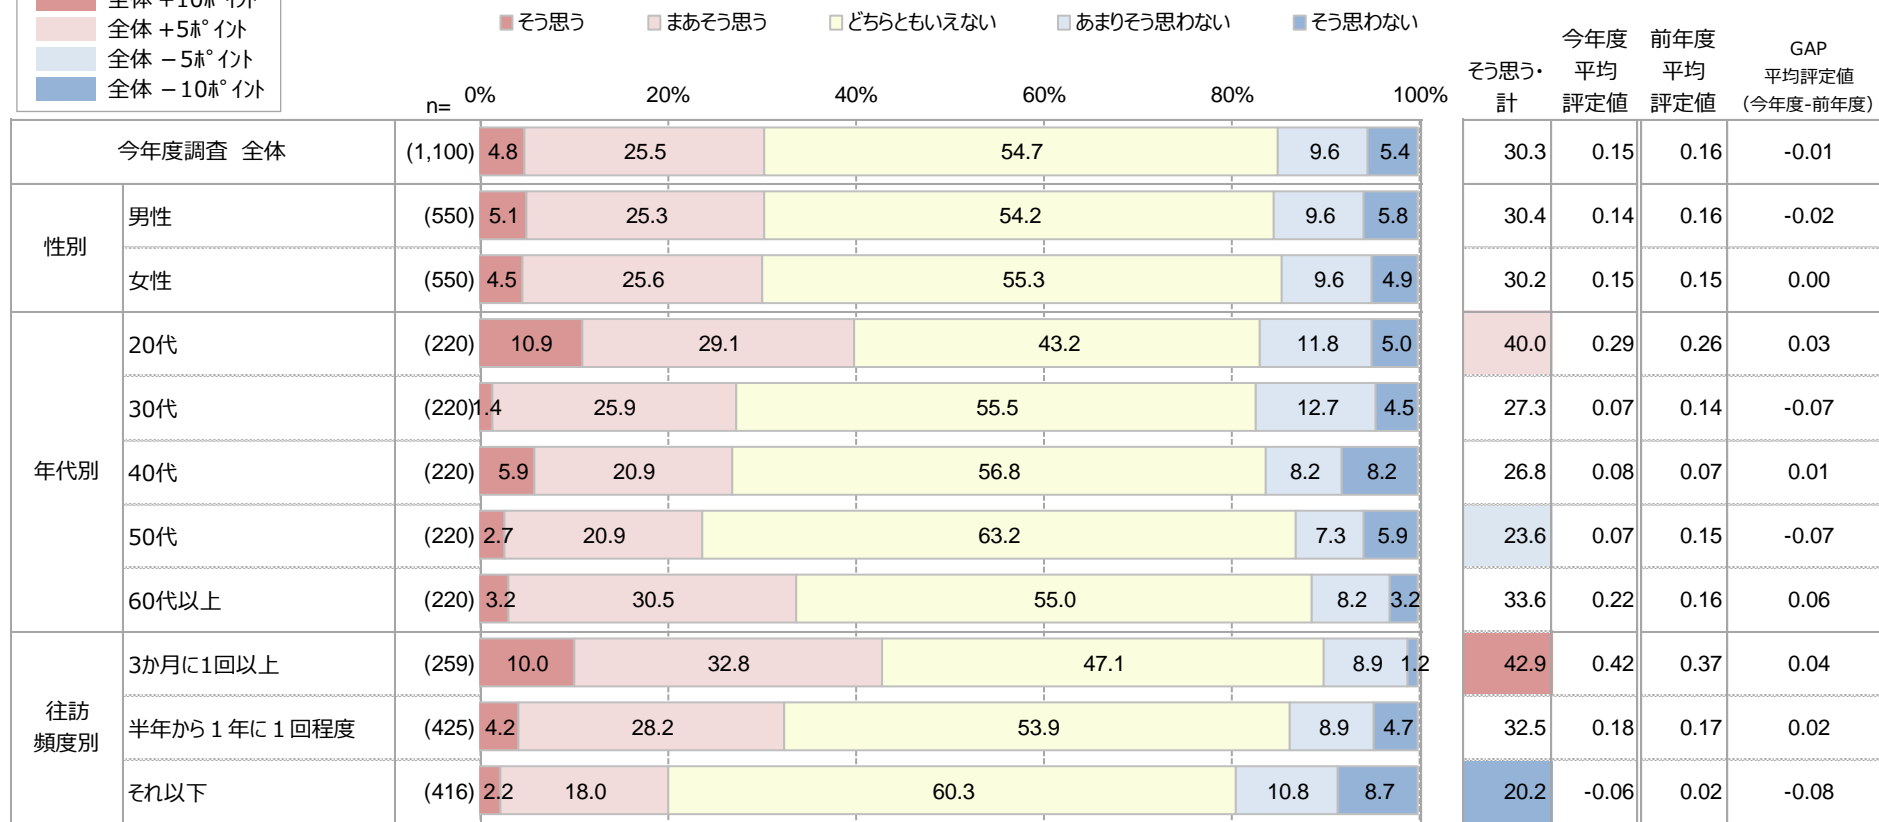 全体 +10ポイント
全体 +5ポイント
全体 －5ポイント
全体 －10ポイント
そう思う まあそう思う どちらともいえない あまりそう思わない そう思わない
n= 0% 20% 40% 60% 80% 100%
そう思う・計 今年度平均評定値 前年度平均評定値 GAP平均評定値（今年度-前年度）
今年度調査 全体 (1,100) 4.8 25.5 54.7 9.6 5.4 30.3 0.15 0.16 -0.01
性別
男性 (550) 5.1 25.3 54.2 9.6 5.8 30.4 0.14 0.16 -0.02
女性 (550) 4.5 25.6 55.3 9.6 4.9 30.2 0.15 0.15 0.00
年代別
20代 (220) 10.9 29.1 43.2 11.8 5.0 40.0 0.29 0.26 0.03
30代 (220) 1.4 25.9 55.5 12.7 4.5 27.3 0.07 0.14 -0.07
40代 (220) 5.9 20.9 56.8 8.2 8.2 26.8 0.08 0.07 0.01
50代 (220) 2.7 20.9 63.2 7.3 5.9 23.6 0.07 0.15 -0.07
60代以上 (220) 3.2 30.5 55.0 8.2 3.2 33.6 0.22 0.16 0.06
往訪頻度別
3か月に1回以上 (259) 10.0 32.8 47.1 8.9 1.2 42.9 0.42 0.37 0.04
半年から１年に１回程度 (425) 4.2 28.2 53.9 8.9 4.7 32.5 0.18 0.17 0.02
それ以下 (416) 2.2 18.0 60.3 10.8 8.7 20.2 -0.06 0.02 -0.08